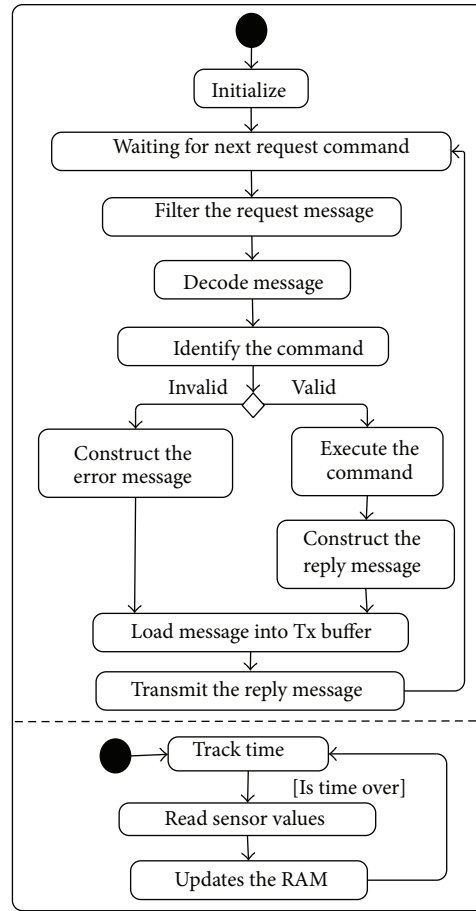 Initialize
Waiting for next request command
Filter the request message
Decode message
Identify the command
Invalid
Valid
Construct the
error message
Execute the
command
Construct the
reply message
Load message into Tx buffer
Transmit the reply message
Track time
[Is time over]
Read sensor values
Updates the RAM